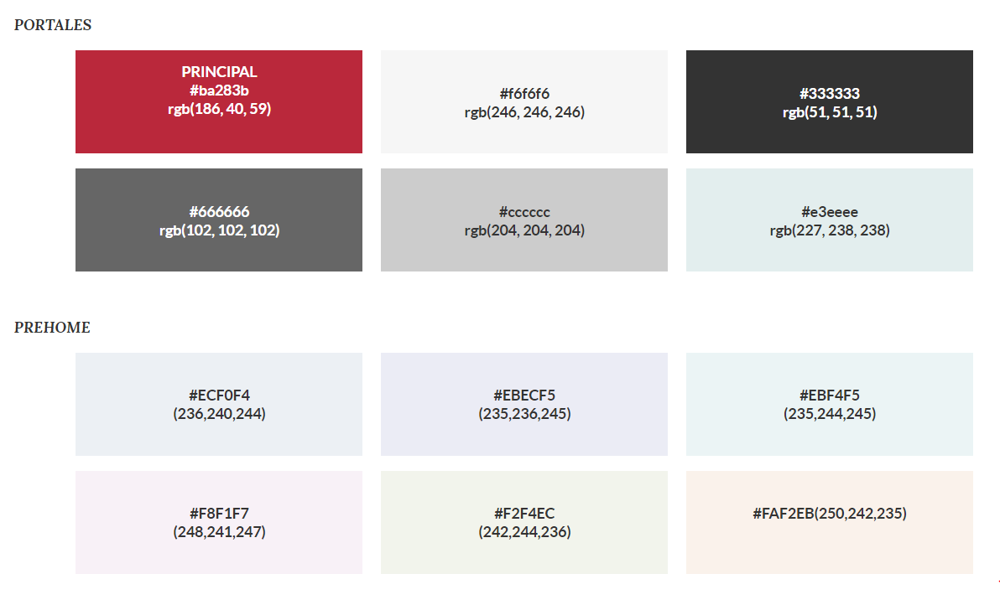 PORTALES
PRINCIPAL
#ba283b
rgb(186, 40, 59)
#f6f6f6
rgb(246, 246, 246)
#333333
rgb(51, 51, 51)
#666666
rgb(102, 102, 102)
#cccccc
rgb(204, 204, 204)
#e3eeee
rgb(227, 238, 238)
PREHOME
#ECF0F4
(236,240,244)
#EBECF5
(235,236,245)
#EBF4F5
(235,244,245)
#F8F1F7
(248,241,247)
#F2F4EC
(242,244,236)
#FAF2EB(250,242,235)